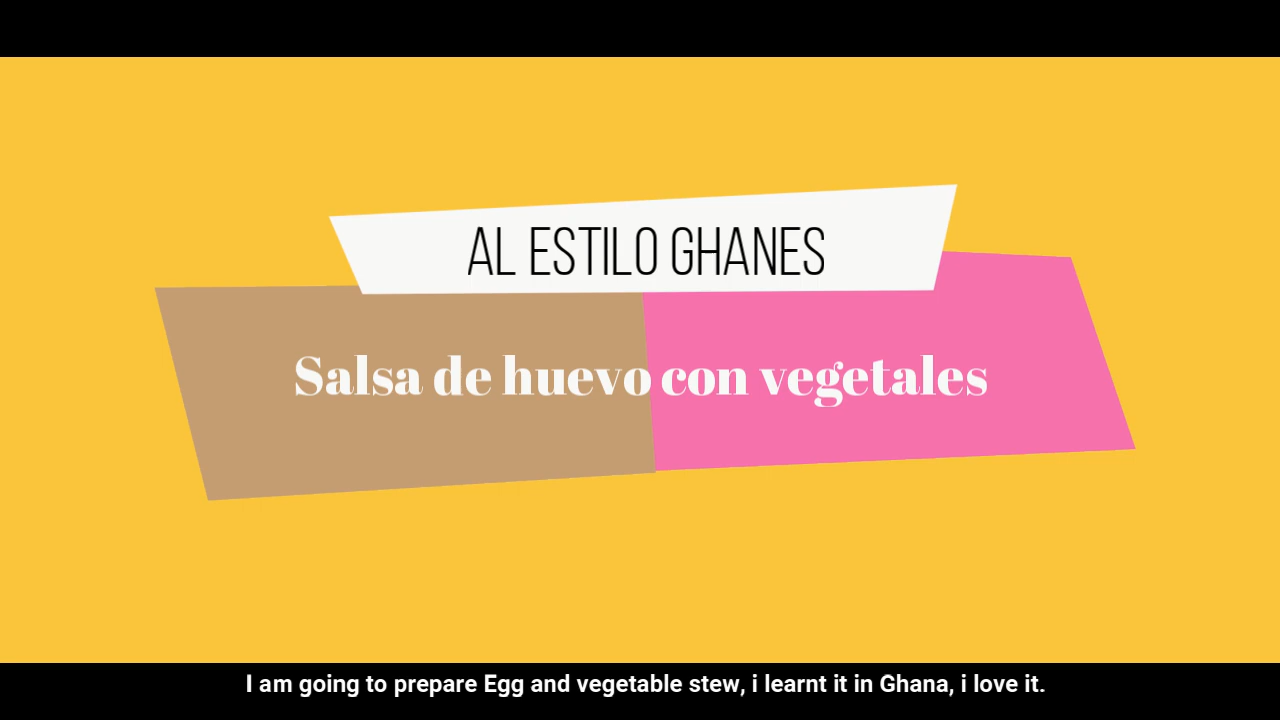 AL ESTILO GHANES
Salsa de huevo con vegetales
I am going to prepare Egg and vegetable stew, i learnt it in Ghana, i love it.